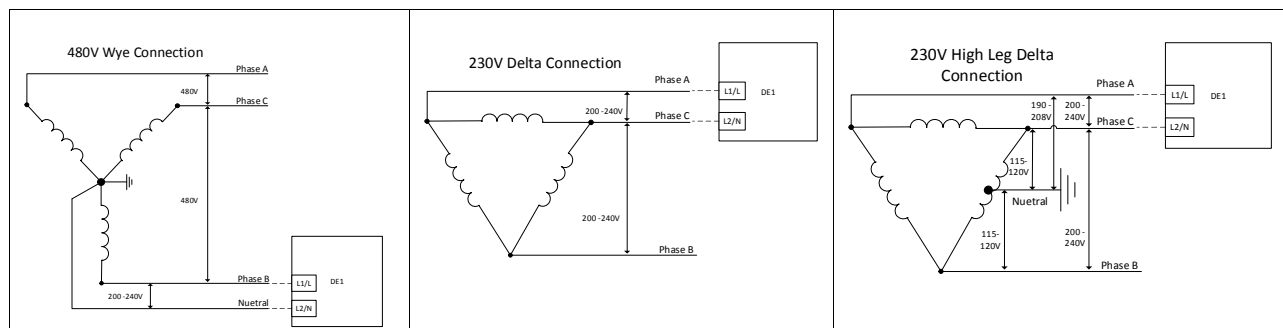 480V Wye Connection
Phase A
480V
Phase C
480V
Phase B
200-240V
Nuetral
L1/L
L2/N
DE1
230V Delta Connection
Phase A
200-240V
Phase C
200-240V
Phase B
L1/L
L2/N
DE1
230V High Leg Delta
Connection
Phase A
190-
208V
200-
240V
Phase C
115-
120V
Nuetral
115-
120V
200-
240V
Phase B
L1/L
L2/N
DE1